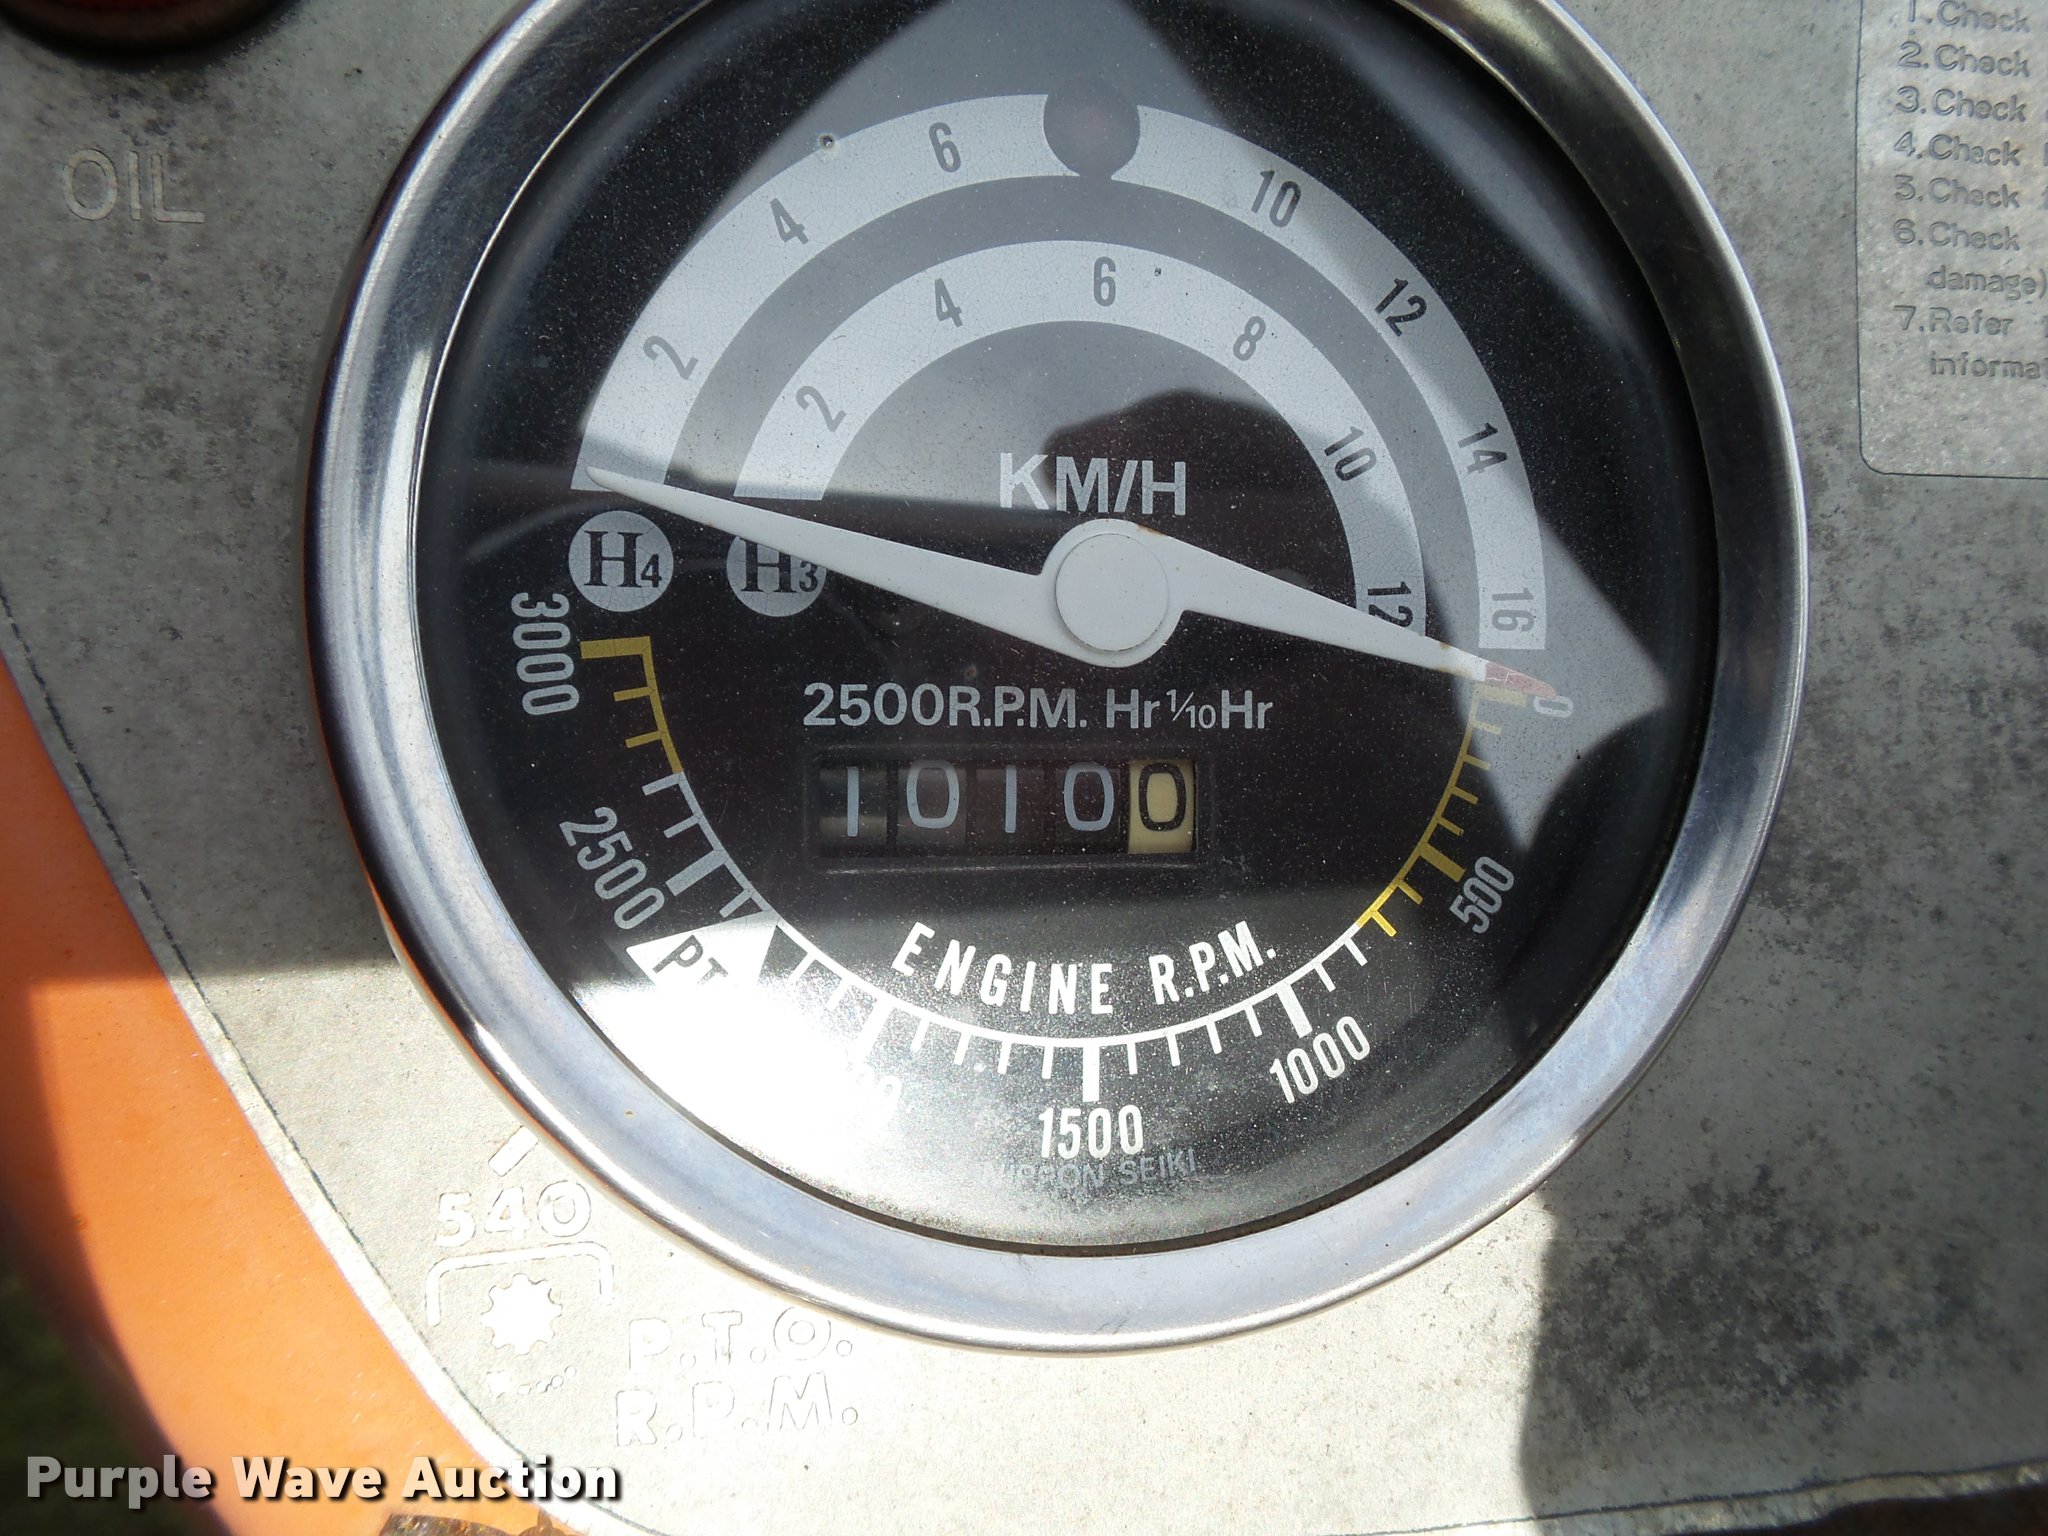 OIL
1. Check
2. Check
3. Check
4. Check
5. Check
6. Check
damage)
7. Refer
2 4 6 10 12 14 16
2 4 6 8 10 12
KM/H
H4 H3
2500R.P.M. Hr 1/10Hr
10100
ENGINE R.P.M.
3000 2500 PT 1500 1000 500 0
NIPPON SEIKI
540
P.T.O.
R.P.M.
Purple Wave Auction